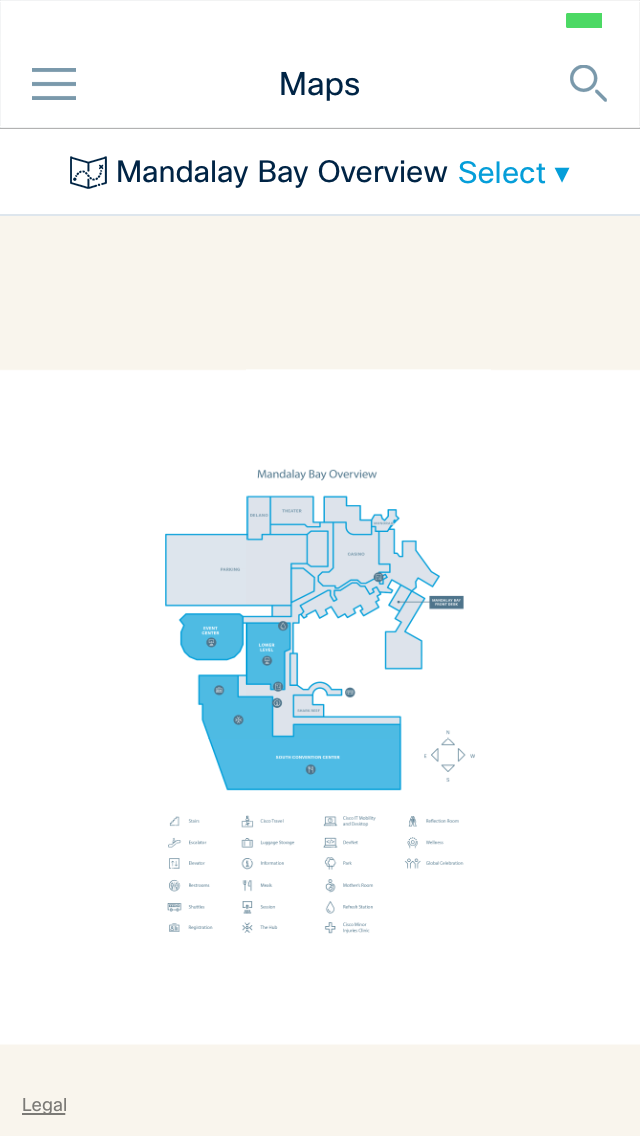 Maps
Mandalay Bay Overview Select ▾
Mandalay Bay Overview
THEATER
CASINO
PARKING
MANDALAY BAY
FRONT DESK
EVENT
CENTER
LOWER
LEVEL
SOUTH CONVENTION CENTER
N
W
S
Stairs
Cisco Travel
Cisco IT Mobility
and Desktop
Reflection Room
Escalator
Luggage Storage
DevNet
Wellness
Elevator
Information
Park
Global Celebration
Restrooms
Meals
Mother's Room
Shuttles
Session
Refresh Station
Registration
The Hub
Cisco Minor
Injuries Clinic
Legal